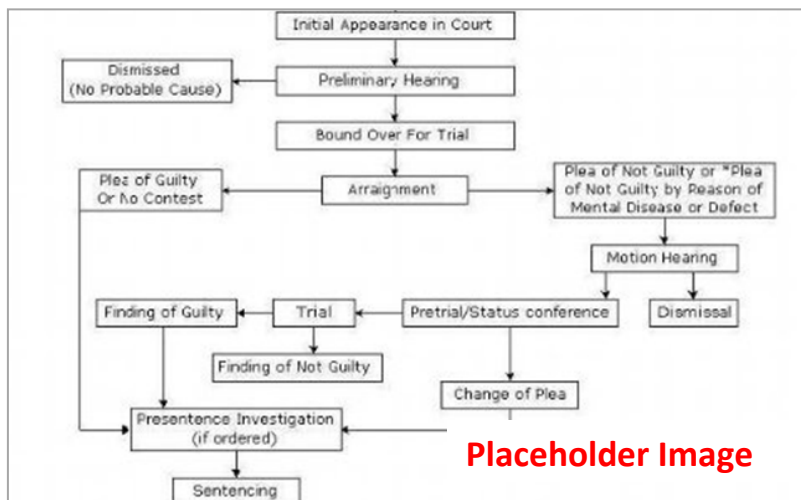 Initial Appearance in Court
Dismissed
(No Probable Cause)
Preliminary Hearing
Bound Over For Trial
Plea of Guilty
Or No Contest
Arraignment
Plea of Not Guilty or "Plea
of Not Guilty by Reason of
Mental Disease or Defect
Motion Hearing
Finding of Guilty
Trial
Pretrial/Status conference
Dismissal
Finding of Not Guilty
Change of Plea
Presentence Investigation
(if ordered)
Placeholder Image
Sentencing